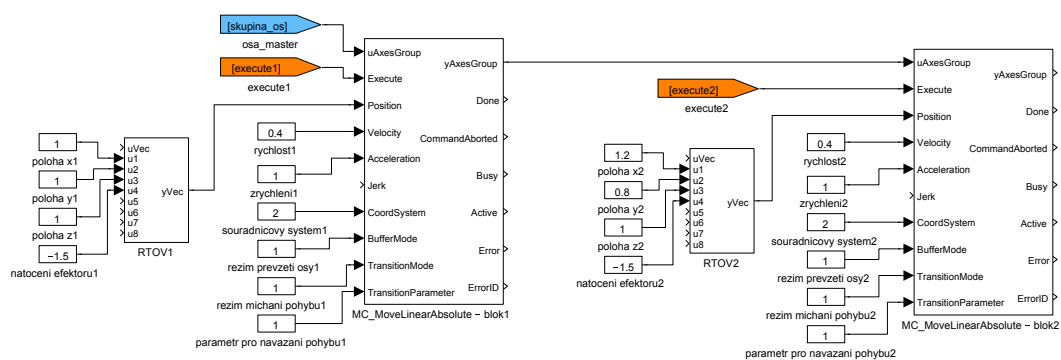 [skupina_os]
osa_master
[execute1]
execute1
1
poloha x1
1
poloha y1
1
poloha z1
−1.5
natoceni efektoru1
uVec
u1
u2
u3
u4
u5
u6
u7
u8
yVec
RTOV1
0.4
rychlost1
1
zrychleni1
2
souradnicovy system1
1
rezim prevzeti osy1
1
rezim michani pohybu1
1
parametr pro navazani pohybu1
uAxesGroup
Execute
Position
Velocity
Acceleration
Jerk
CoordSystem
BufferMode
TransitionMode
TransitionParameter
yAxesGroup
Done
CommandAborted
Busy
Active
Error
ErrorID
MC_MoveLinearAbsolute − blok1
[execute2]
execute2
1.2
poloha x2
0.8
poloha y2
1
poloha z2
−1.5
natoceni efektoru2
uVec
u1
u2
u3
u4
u5
u6
u7
u8
yVec
RTOV2
0.4
rychlost2
1
zrychleni2
2
souradnicovy system2
1
rezim prevzeti osy2
1
rezim michani pohybu2
1
parametr pro navazani pohybu2
uAxesGroup
Execute
Position
Velocity
Acceleration
Jerk
CoordSystem
BufferMode
TransitionMode
TransitionParameter
yAxesGroup
Done
CommandAborted
Busy
Active
Error
ErrorID
MC_MoveLinearAbsolute − blok2